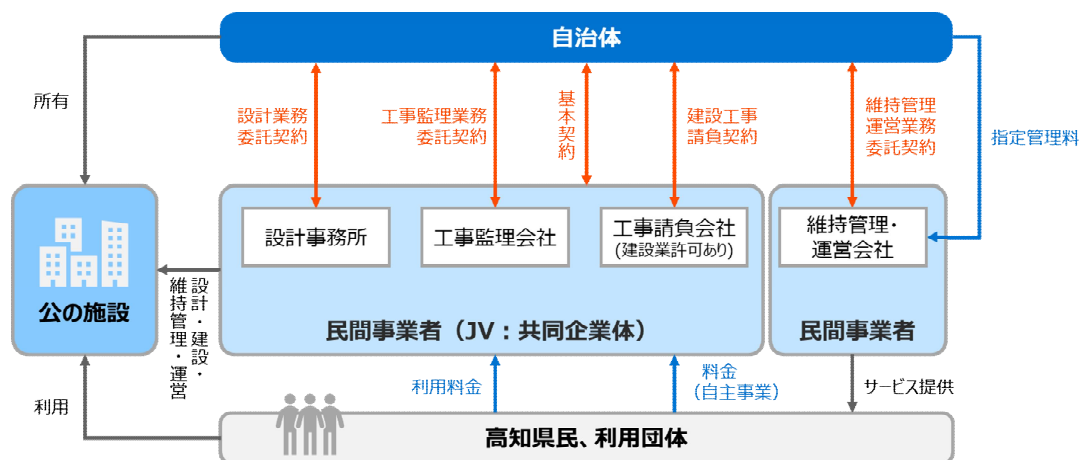 自治体
所有
設計業務
委託契約
工事監理業務
委託契約
基本契約
建設工事
請負契約
維持管理
運営業務
委託契約
指定管理料
設計事務所
工事監理会社
工事請負会社
(建設業許可あり)
維持管理・
運営会社
公の施設
設計・建設・
維持管理・運営
民間事業者（JV：共同企業体）
民間事業者
利用
利用料金
料金
（自主事業）
サービス提供
高知県民、利用団体